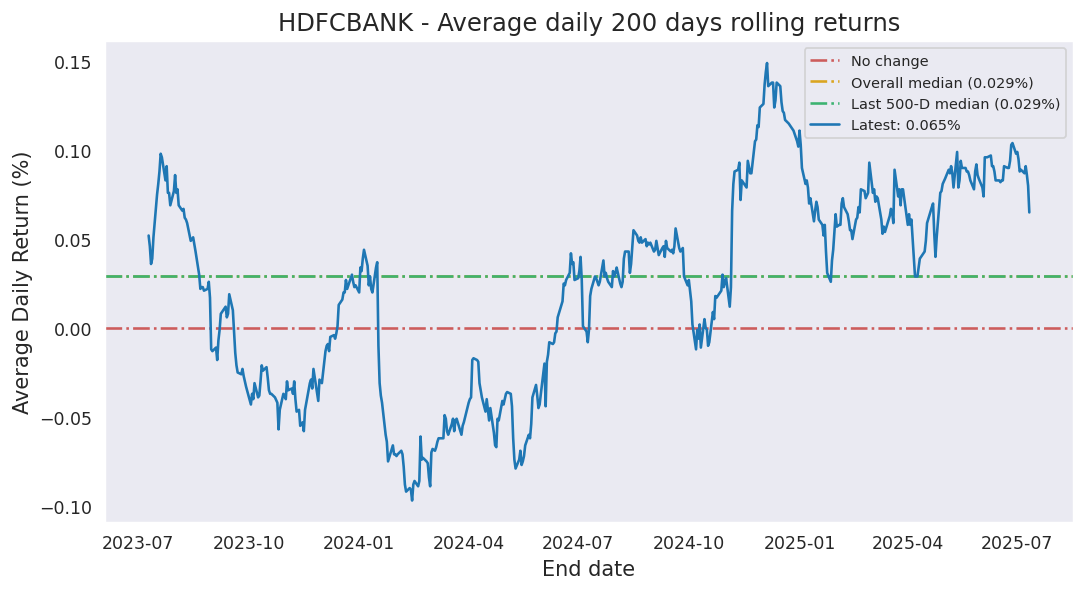 HDFCBANK - Average daily 200 days rolling returns
No change
Overall median (0.029%)
Last 500-D median (0.029%)
Latest: 0.065%
Average Daily Return (%)
0.15
0.10
0.05
0.00
−0.05
−0.10
2023-07 2023-10 2024-01 2024-04 2024-07 2024-10 2025-01 2025-04 2025-07
End date